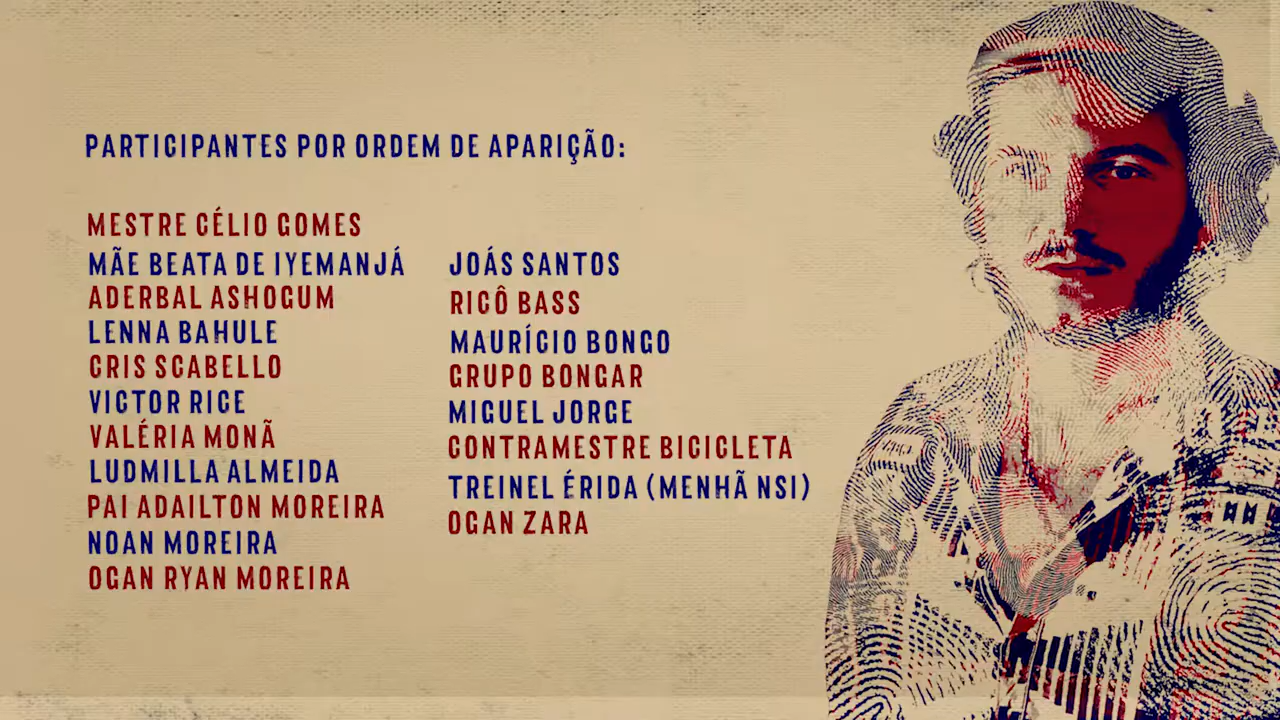 PARTICIPANTES POR ORDEM DE APARIÇÃO:
MESTRE CÉLIO GOMES
MÃE BEATA DE IYEMANJÁ
ADERBAL ASHOGUM
LENNA BAHULE
CRIS SCABELLO
VICTOR RICE
VALÉRIA MONÃ
LUDMILLA ALMEIDA
PAI ADAILTON MOREIRA
NOAN MOREIRA
OGAN RYAN MOREIRA
JOÁS SANTOS
RICÔ BASS
MAURÍCIO BONGO
GRUPO BONGAR
MIGUEL JORGE
CONTRAMESTRE BICICLETA
TREINEL ÉRIDA (MENHÃ NSI)
OGAN ZARA